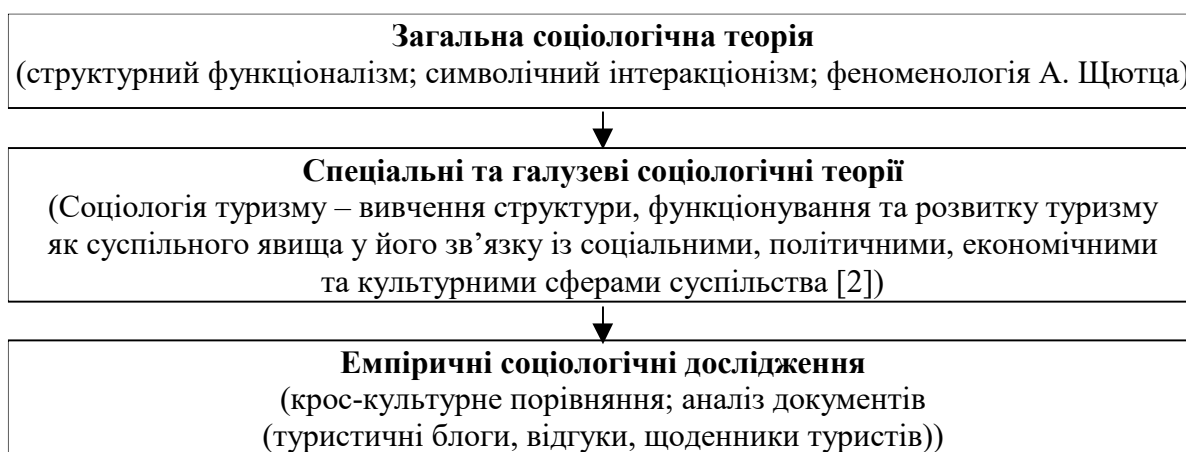 Загальна соціологічна теорія
(структурний функціоналізм; символічний інтеракціонізм; феноменологія А. Щютца)
Спеціальні та галузеві соціологічні теорії
(Соціологія туризму – вивчення структури, функціонування та розвитку туризму
як суспільного явища у його зв’язку із соціальними, політичними, економічними
та культурними сферами суспільства [2])
Емпіричні соціологічні дослідження
(крос-культурне порівняння; аналіз документів
(туристичні блоги, відгуки, щоденники туристів))